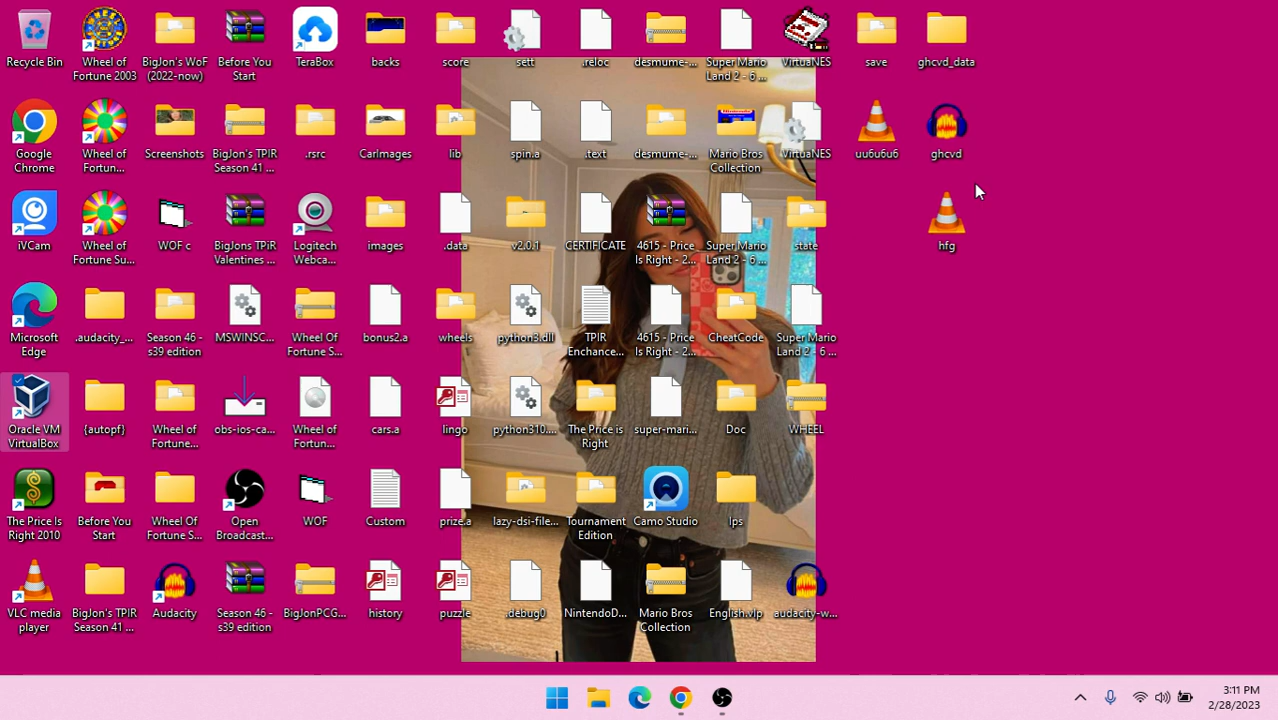 Recycle Bin
Wheel of
Fortune 2003
BigJon's WoF
(2022-now)
Before You
Start
TeraBox
backs
score
sett
.reloc
desmume-...
Super Mario
Land 2 - 6 ...
VirtuaNES
save
ghcvd_data
Google
Chrome
Wheel of
Fortun...
Screenshots
BigJon's TPIR
Season 41 ...
.rsrc
CarImages
lib
spin.a
.text
desmume-...
Mario Bros
Collection
VirtuaNES
uu6u6u6
ghcvd
iVCam
Wheel of
Fortune Su...
WOF c
BigJons TPiR
Valentines ...
Logitech
Webca...
images
.data
v2.0.1
CERTIFICATE
4615 - Price
Is Right - 2...
Super Mario
Land 2 - 6 ...
state
hfg
Microsoft
Edge
.audacity_...
Season 46 -
s39 edition
MSWINSC...
Wheel Of
Fortune S...
bonus2.a
wheels
python3.dll
TPIR
Enchance...
4615 - Price
Is Right - 2...
CheatCode
Super Mario
Land 2 - 6 ...
Oracle VM
VirtualBox
{autopf}
Wheel of
Fortune...
obs-ios-ca...
Wheel of
Fortun...
cars.a
lingo
python310....
The Price is
Right
super-mari...
Doc
WHEEL
The Price Is
Right 2010
Before You
Start
Wheel Of
Fortune S...
Open
Broadcast...
WOF
Custom
prize.a
lazy-dsi-file...
Tournament
Edition
Camo Studio
Ips
VLC media
player
BigJon's TPIR
Season 41 ...
Audacity
Season 46 -
s39 edition
BigJonPCG...
history
puzzle
.debug0
NintendoD...
Mario Bros
Collection
English.vlp
audacity-w...
3:11 PM
2/28/2023